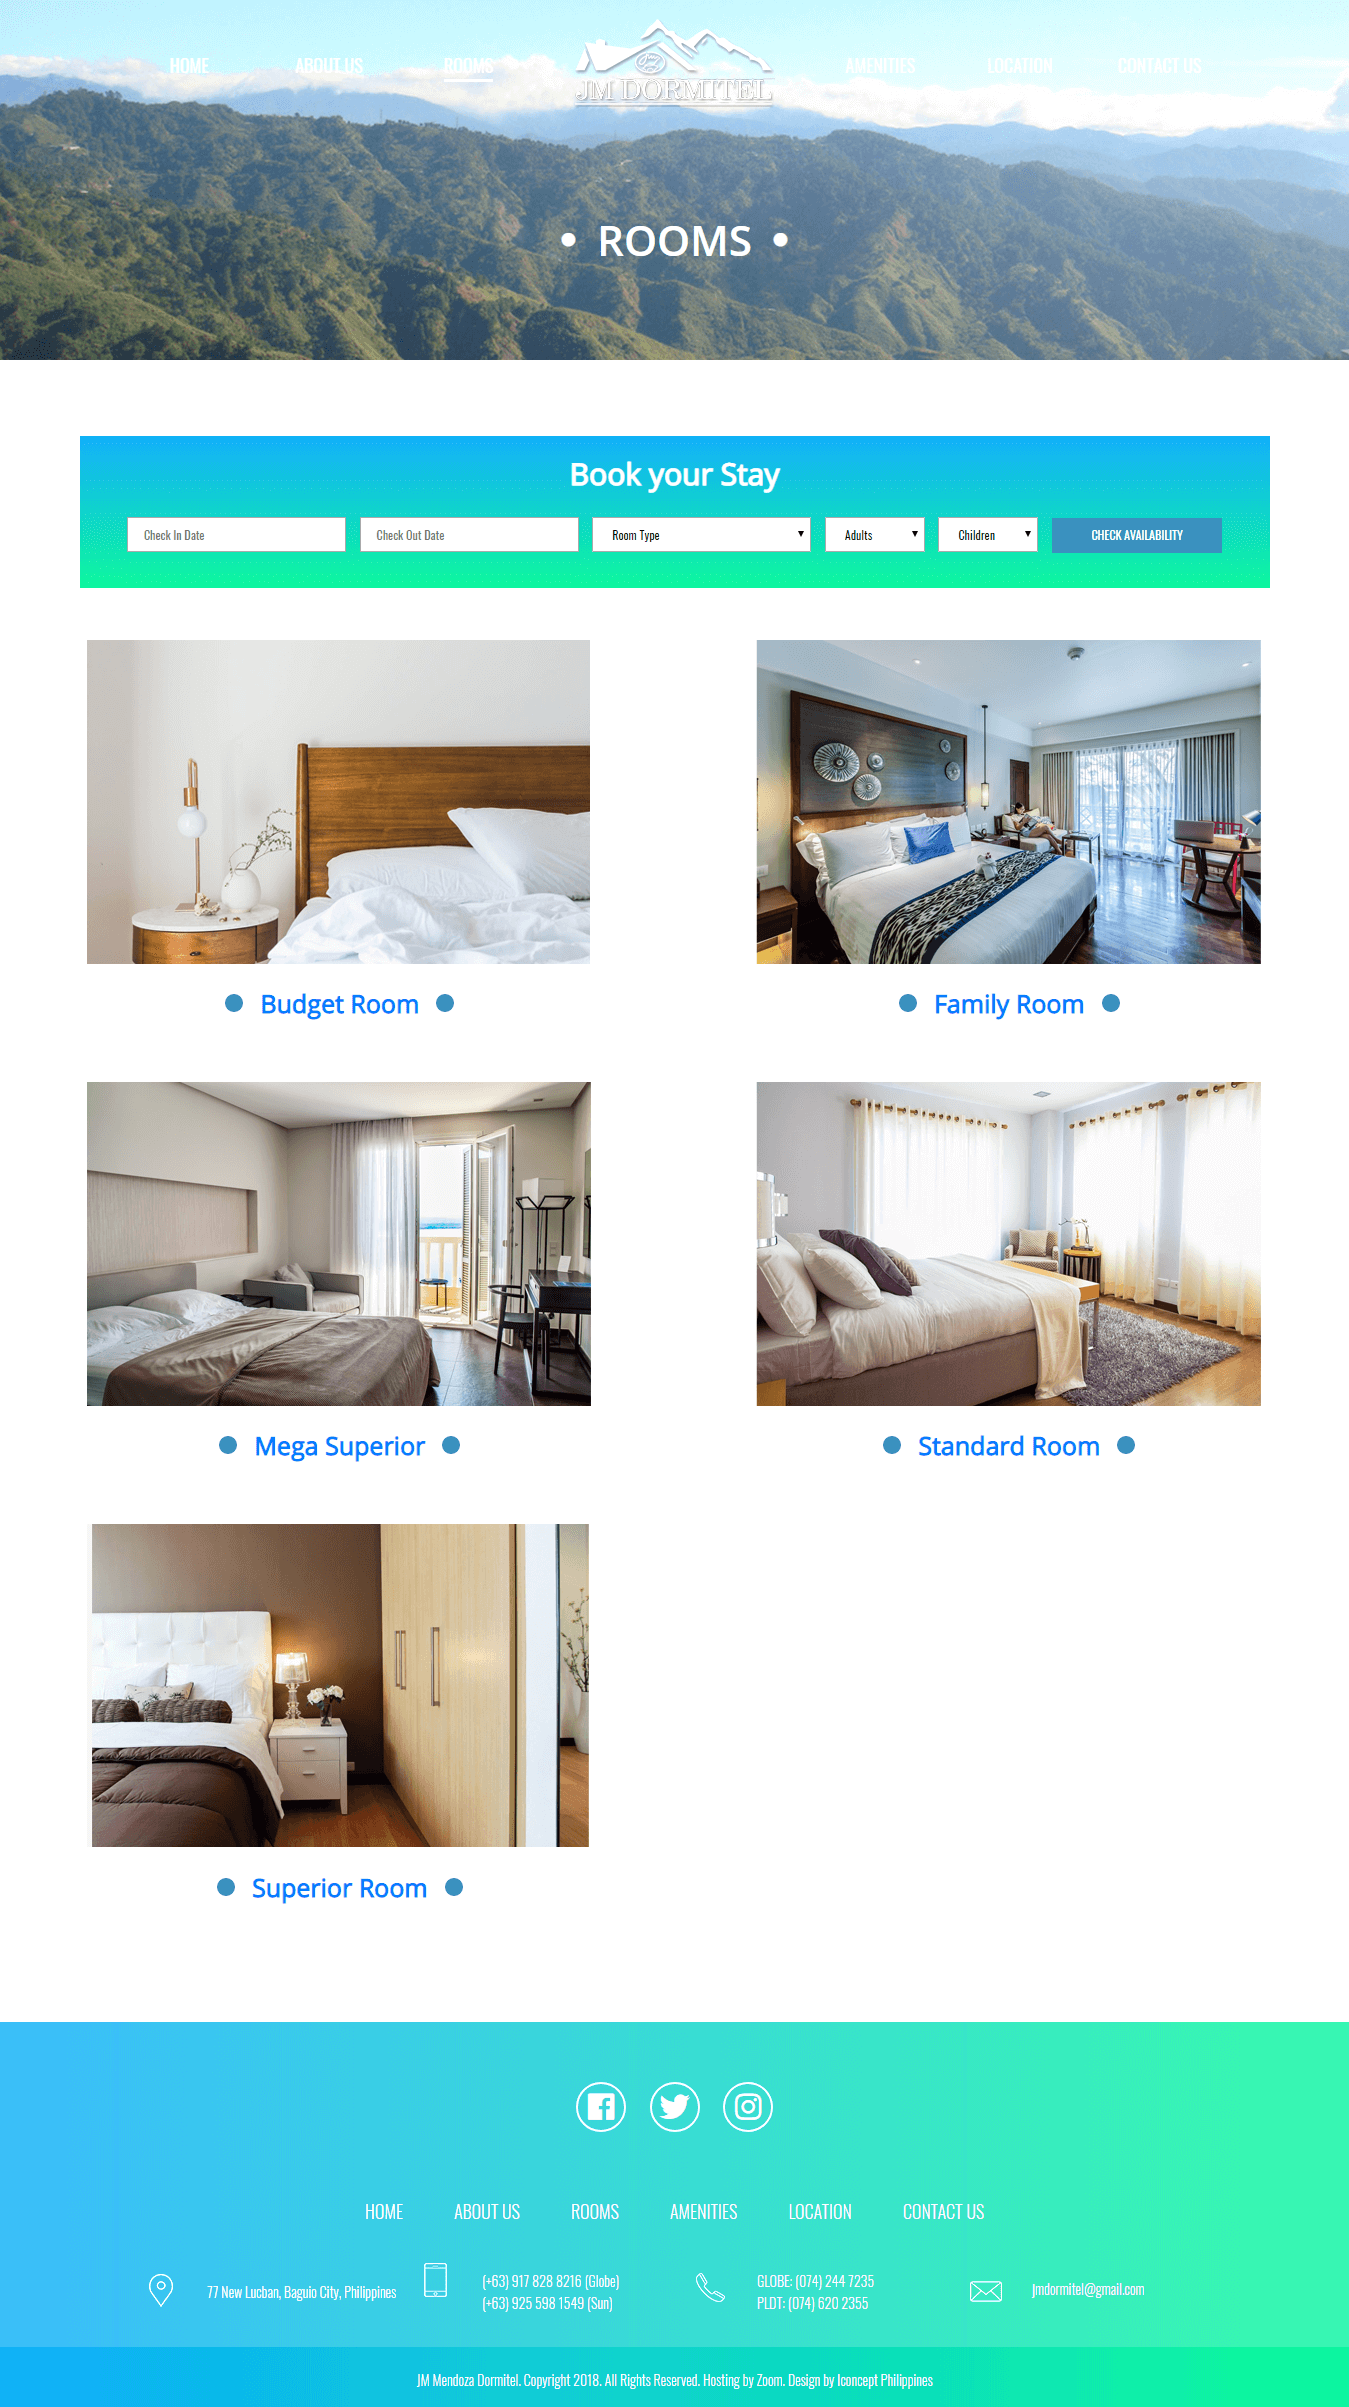 HOME
ABOUT US
ROOMS
JM DORMITEL
AMENITIES
LOCATION
CONTACT US
• ROOMS •
Book your Stay
Check In Date
Check Out Date
Room Type
Adults
Children
CHECK AVAILABILITY
Budget Room
Family Room
Mega Superior
Standard Room
Superior Room
HOME
ABOUT US
ROOMS
AMENITIES
LOCATION
CONTACT US
77 New Lucban, Baguio City, Philippines
(+63) 917 828 8216 (Globe)
(+63) 925 598 1549 (Sun)
GLOBE: (074) 244 7235
PLDT: (074) 620 2355
jmdormitel@gmail.com
JM Mendoza Dormitel. Copyright 2018. All Rights Reserved. Hosting by Zoom. Design by Iconcept Philippines